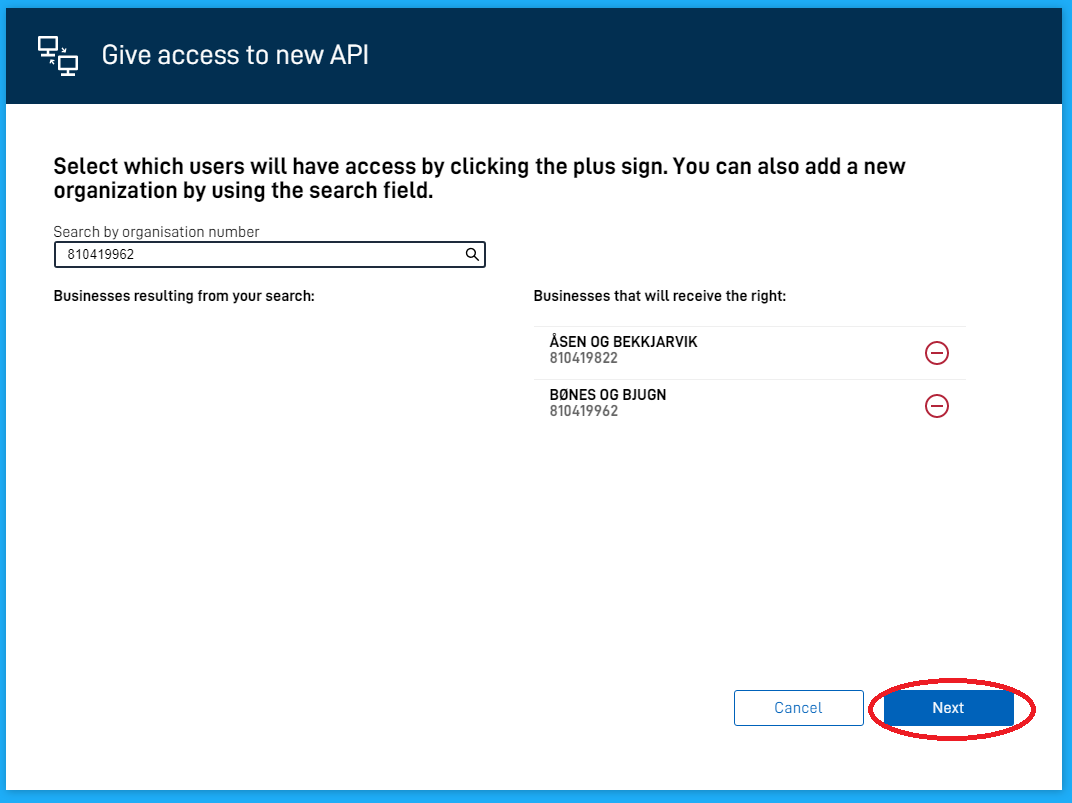 Give access to new API
Select which users will have access by clicking the plus sign. You can also add a new
organization by using the search field.
Search by organisation number
810419962
Businesses resulting from your search:
Businesses that will receive the right:
ÅSEN OG BEKKJARVIK
810419822
BØNES OG BJUGN
810419962
Cancel
Next